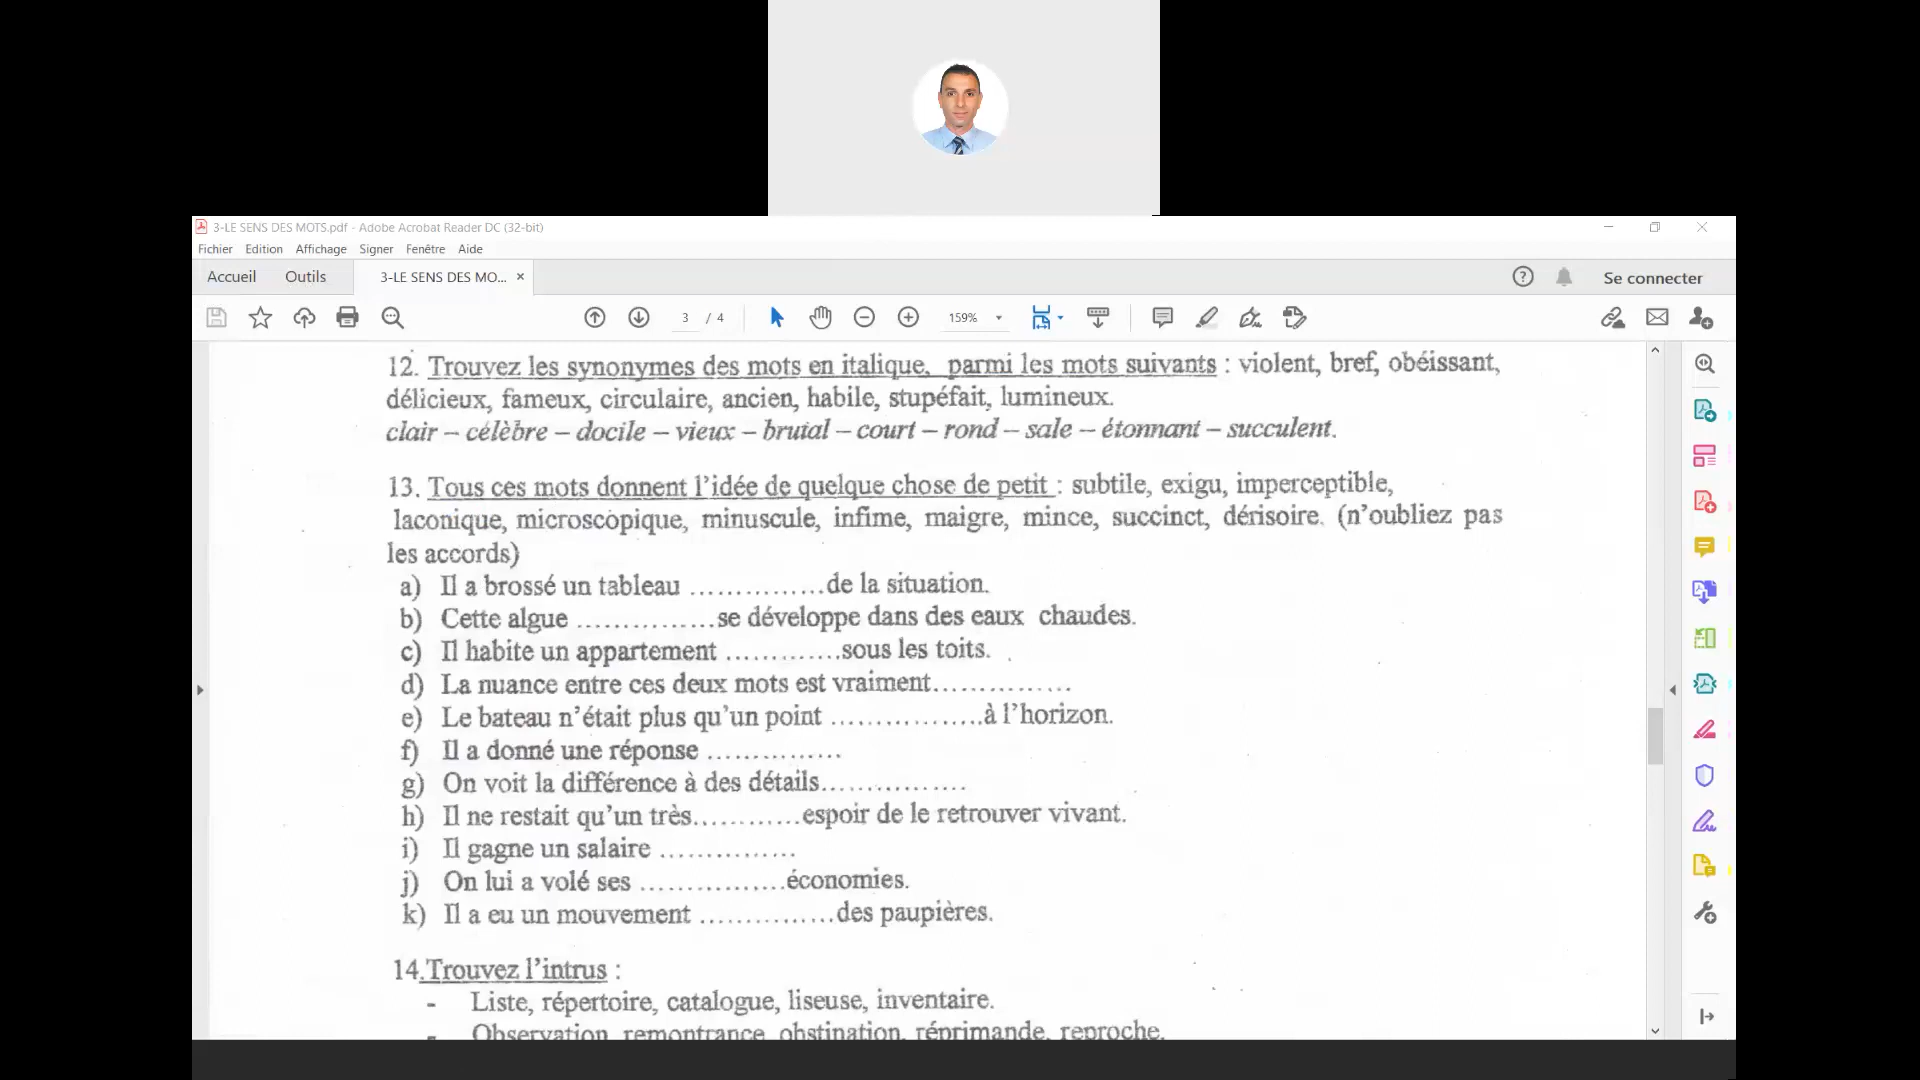 3-LE SENS DES MOTS.pdf - Adobe Acrobat Reader DC (32-bit)
Fichier Edition Affichage Signer Fenêtre Aide
Accueil Outils 3-LE SENS DES MO... × Se connecter
3 / 4 159%
12. Trouvez les synonymes des mots en italique, parmi les mots suivants : violent, bref, obéissant,
délicieux, fameux, circulaire, ancien, habile, stupéfait, lumineux.
clair – célèbre – docile – vieux – brutal – court – rond – sale – étonnant – succulent.
13. Tous ces mots donnent l'idée de quelque chose de petit : subtile, exigu, imperceptible,
laconique, microscopique, minuscule, infime, maigre, mince, succinct, dérisoire. (n'oubliez pas
les accords)
a) Il a brossé un tableau ..............de la situation.
b) Cette algue ...............se développe dans des eaux chaudes.
c) Il habite un appartement ............sous les toits.
d) La nuance entre ces deux mots est vraiment...............
e) Le bateau n'était plus qu'un point ................à l'horizon.
f) Il a donné une réponse ..............
g) On voit la différence à des détails................
h) Il ne restait qu'un très............espoir de le retrouver vivant.
i) Il gagne un salaire ...............
j) On lui a volé ses ................économies.
k) Il a eu un mouvement ...............des paupières.
14.Trouvez l'intrus :
- Liste, répertoire, catalogue, liseuse, inventaire.
- Observation, remontrance, obstination, réprimande, reproche.